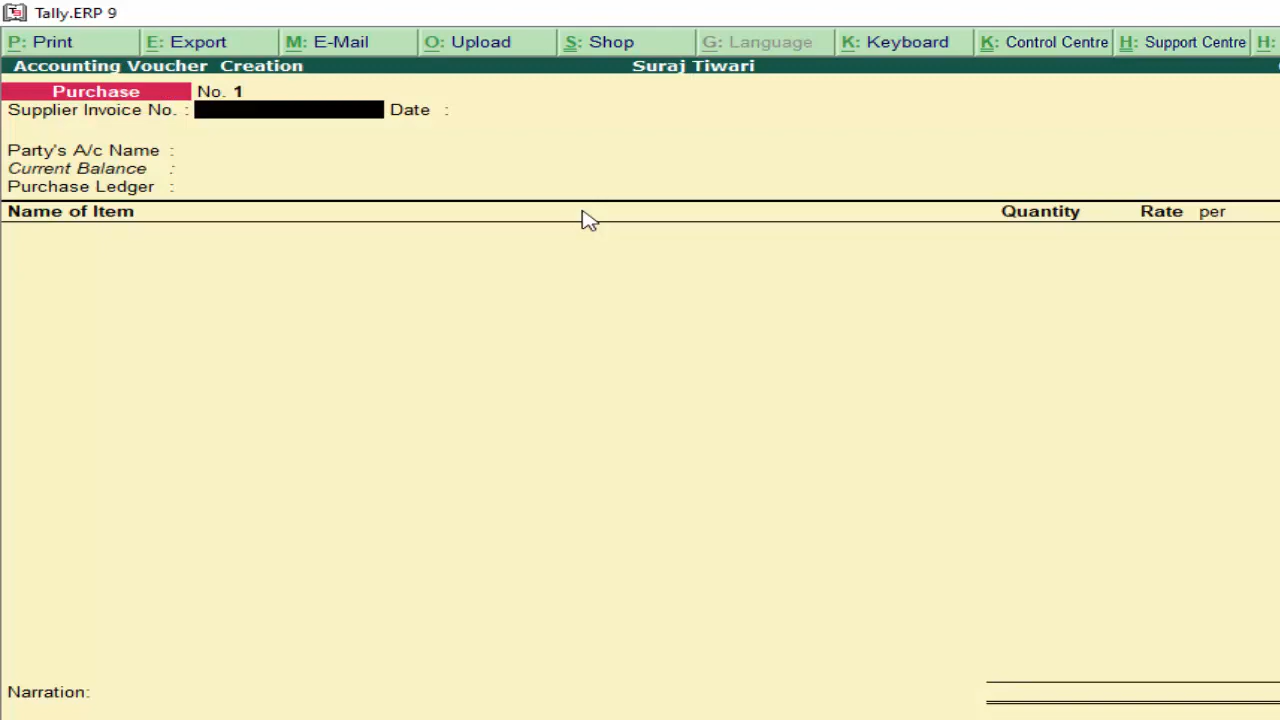 Tally.ERP 9
P: Print E: Export M: E-Mail O: Upload S: Shop G: Language K: Keyboard K: Control Centre H: Support Centre H:
Accounting Voucher Creation Suraj Tiwari
Purchase No. 1
Supplier Invoice No. : Date :
Party's A/c Name :
Current Balance :
Purchase Ledger :
Name of Item Quantity Rate per
Narration: